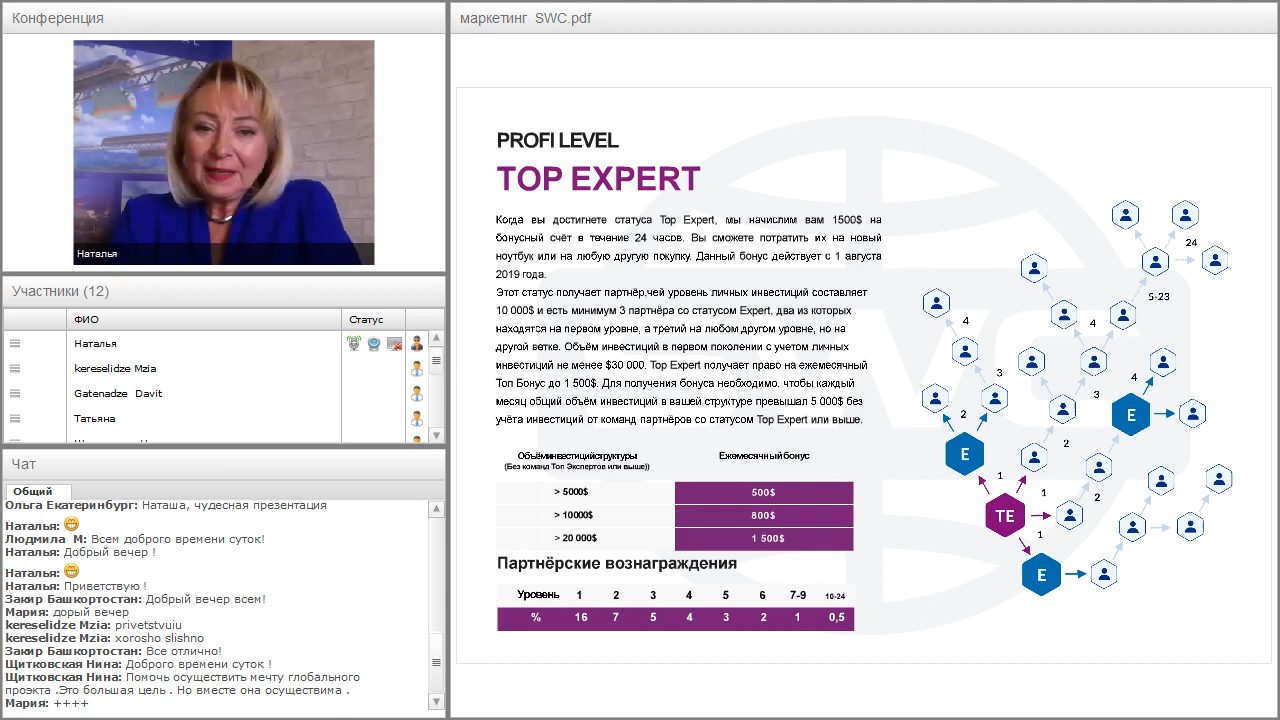 Конференция
Наталья
Участники (12)
ФИО
Статус
Наталья
kereselidze Mzia
Gatenadze Davit
Татьяна
Чат
Общий
Ольга Екатеринбург: Наташа, чудесная презентация
Наталья:
Людмила М: Всем доброго времени суток!
Наталья: Добрый вечер !
Наталья:
Наталья: Приветствую !
Закир Башкортостан: Добрый вечер всем!
Мария: дорый вечер
kereselidze Mzia: privetstvuiu
kereselidze Mzia: xorosho slishno
Закир Башкортостан: Все отлично!
Щитковская Нина: Доброго времени суток !
Щитковская Нина: Помочь осуществить мечту глобального
проэкта .Это большая цель . Но вместе она осуществима .
Мария: ++++
маркетинг SWC.pdf
PROFI LEVEL
TOP EXPERT
Когда вы достигнете статуса Top Expert, мы начислим вам 1500$ на
бонусный счёт в течение 24 часов. Вы сможете потратить их на новый
ноутбук или на любую другую покупку. Данный бонус действует с 1 августа
2019 года.
Этот статус получает партнёр,чей уровень личных инвестиций составляет
10 000$ и есть минимум 3 партнёра со статусом Expert, два из которых
находятся на первом уровне, а третий на любом другом уровне, но на
другой ветке. Объём инвестиций в первом поколении с учетом личных
инвестиций не менее $30 000. Top Expert получает право на ежемесячный
Топ Бонус до 1 500$. Для получения бонуса необходимо. чтобы каждый
месяц общий объём инвестиций в вашей структуре превышал 5 000$ без
учёта инвестиций от команд партнёров со статусом Top Expert или выше.
Объёминвестицийструктуры
(Без команд Топ Экспертов или выше))
Ежемесячный бонус
> 5000$ 500$
> 10000$ 800$
> 20 000$ 1 500$
Партнёрские вознаграждения
Уровень 1 2 3 4 5 6 7-9 10-24
% 16 7 5 4 3 2 1 0,5
24
5-23
4
4
3
4
3
2
E
2
E
1
2
1
TE
1
E